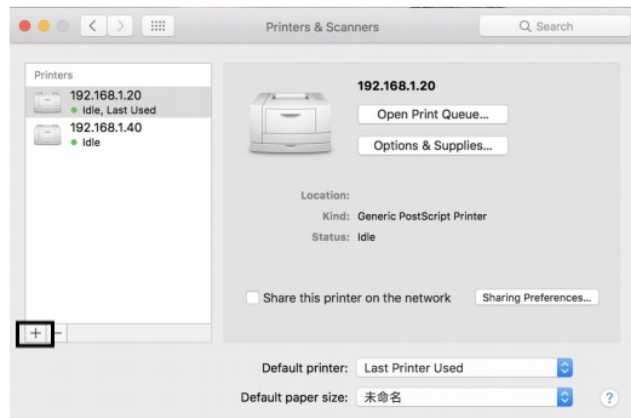 Printers & Scanners
Search
Printers
192.168.1.20
Idle, Last Used
192.168.1.40
Idle
192.168.1.20
Open Print Queue...
Options & Supplies...
Location:
Kind: Generic PostScript Printer
Status: Idle
Share this printer on the network
Sharing Preferences...
+ −
Default printer: Last Printer Used
Default paper size: 未命名
?